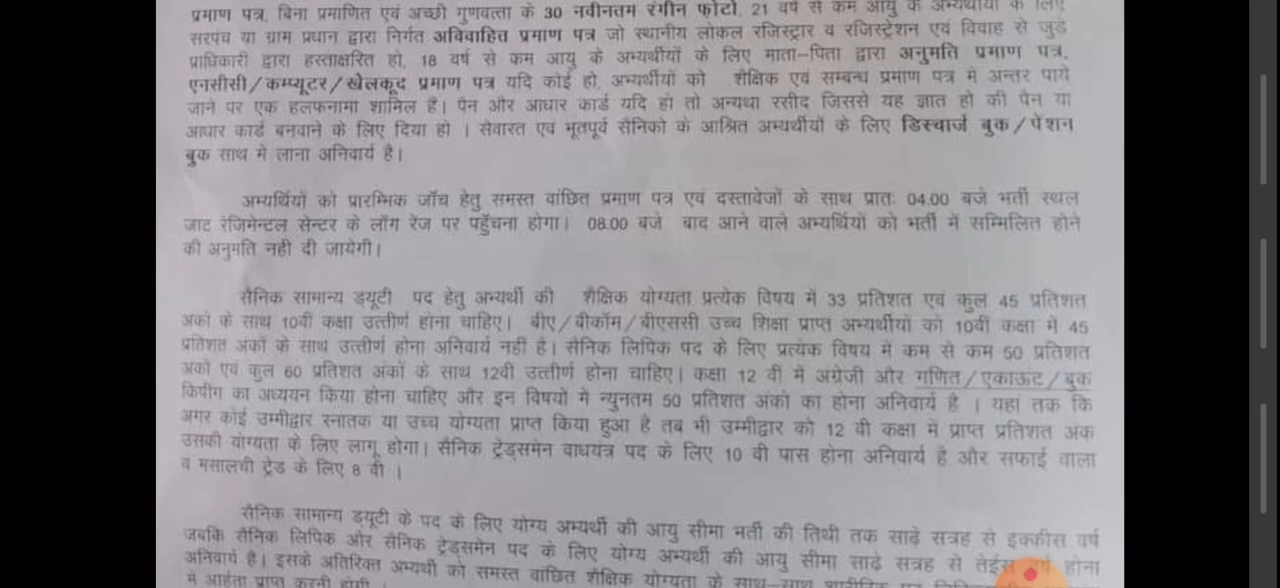 प्रमाण पत्र, बिना प्रमाणित एवं अच्छी गुणवत्ता के 30 नवीनतम रंगीन फोटो, 21 वर्ष से कम आयु के अभ्यर्थीयों के लिए
सरपंच या ग्राम प्रधान द्वारा निर्गत अविवाहित प्रमाण पत्र जो स्थानीय लोकल रजिस्ट्रार व रजिस्ट्रेशन एवं विवाह से जुड़े
प्राधिकारी द्वारा हस्ताक्षरित हो, 18 वर्ष से कम आयु के अभ्यर्थीयों के लिए माता–पिता द्वारा अनुमति प्रमाण पत्र,
एनसीसी/कम्प्यूटर/खेलकूद प्रमाण पत्र यदि कोई हो, अभ्यर्थीयों को शैक्षिक एवं सम्बन्ध प्रमाण पत्र में अन्तर पाये
जाने पर एक हलफनामा शामिल हैं। पैन और आधार कार्ड यदि हो तो अन्यथा रसीद जिससे यह ज्ञात हो की पैन या
आधार कार्ड बनवाने के लिए दिया हो । सेवारत एवं भूतपूर्व सैनिको के आश्रित अभ्यर्थीयों के लिए डिस्चार्ज बुक/पेंशन
बुक साथ में लाना अनिवार्य है।
अभ्यर्थियों को प्रारम्भिक जॉच हेतु समस्त वांछित प्रमाण पत्र एवं दस्तावेजों के साथ प्रातः 04.00 बजे भर्ती स्थल
जाट रेजिमेन्टल सेन्टर के लॉग रेंज पर पहुँचना होगा। 08.00 बजे बाद आने वाले अभ्यर्थियों को भर्ती में सम्मिलित होने
की अनुमति नही दी जायेगी।
सैनिक सामान्य ड्यूटी पद हेतु अभ्यर्थी की शैक्षिक योग्यता प्रत्येक विषय में 33 प्रतिशत एवं कुल 45 प्रतिशत
अंकों के साथ 10वी कक्षा उत्तीर्ण होना चाहिए। बीए/बीकॉम/बीएससी उच्च शिक्षा प्राप्त अभ्यर्थीयों को 10वीं कक्षा में 45
प्रतिशत अंकों के साथ उत्तीर्ण होना अनिवार्य नहीं है। सैनिक लिपिक पद के लिए प्रत्येक विषय में कम से कम 50 प्रतिशत
अंकों एवं कुल 60 प्रतिशत अंकों के साथ 12वी उत्तीर्ण होना चाहिए। कक्षा 12 वीं में अंग्रेजी और गणित/एकाऊंट/बुक
किपींग का अध्ययन किया होना चाहिए और इन विषयों में न्युनतम 50 प्रतिशत अंको का होना अनिवार्य है । यहां तक कि
अगर कोई उम्मीद्वार स्नातक या उच्च योग्यता प्राप्त किया हुआ है तब भी उम्मीद्वार को 12 वी कक्षा में प्राप्त प्रतिशत अंक
उसकी योग्यता के लिए लागू होगा। सैनिक ट्रेड्समेन वाधयंत्र पद के लिए 10 वी पास होना अनिवार्य है और सफाई वाला
व मसालची ट्रेड के लिए 8 वी ।
सैनिक सामान्य ड्यूटी के पद के लिए योग्य अभ्यर्थी की आयु सीमा भर्ती की तिथी तक साढ़े सत्रह से इक्कीस वर्ष
जबकि सैनिक लिपिक और सैनिक ट्रेड्समेन पद के लिए योग्य अभ्यर्थी की आयु सीमा साढ़े सत्रह से तेईस वर्ष होना
अनिवार्य है। इसके अतिरिक्त अभ्यर्थी को समस्त वांछित शैक्षिक योग्यता के साथ–साथ शारीरिक एवं
में आर्हता प्राप्त करनी होगी ।